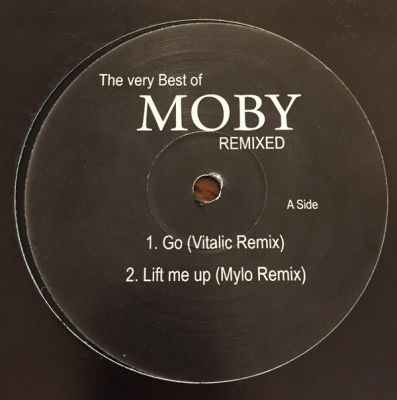 The very Best of
MOBY
REMIXED
A Side
1. Go (Vitalic Remix)
2. Lift me up (Mylo Remix)